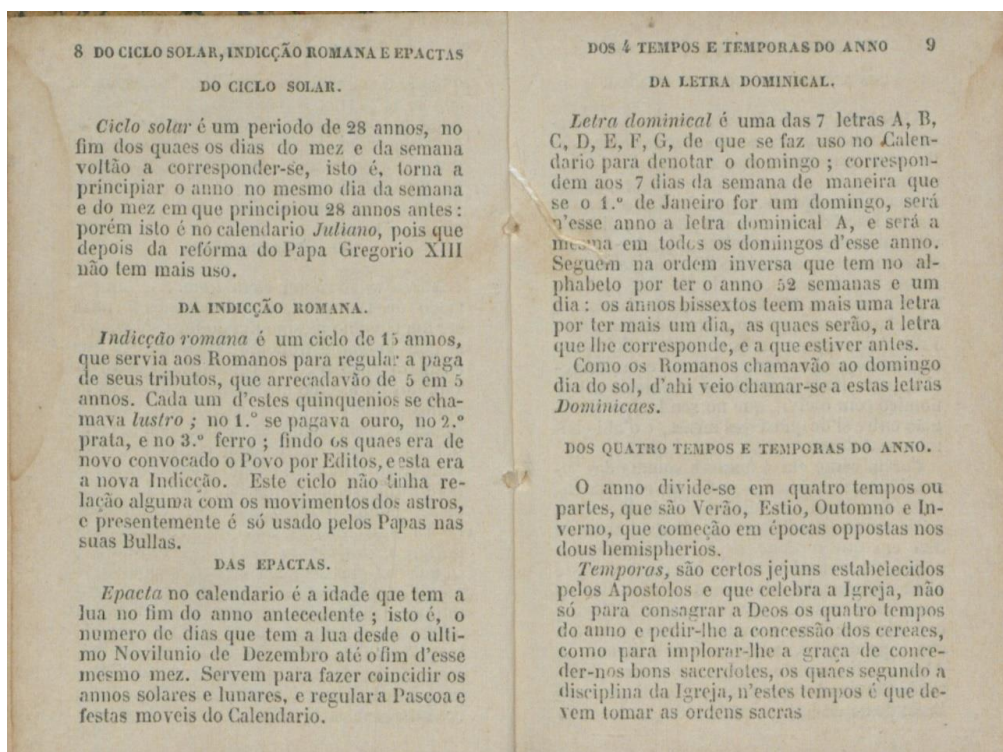 8 DO CICLO SOLAR, INDICÇÃO ROMANA E EPACTAS
DO CICLO SOLAR.
Ciclo solar é um periodo de 28 annos, no
fim dos quaes os dias do mez e da semana
voltão a corresponder-se, isto é, torna a
principiar o anno no mesmo dia da semana
e do mez em que principiou 28 annos antes :
porém isto é no calendario Juliano, pois que
depois da refórma do Papa Gregorio XIII
não tem mais uso.
DA INDICÇÃO ROMANA.
Indicção romana é um ciclo de 15 annos,
que servia aos Romanos para regular a paga
de seus tributos, que arrecadavão de 5 em 5
annos. Cada um d'estes quinquenios se cha-
mava lustro ; no 1.º se pagava ouro, no 2.º
prata, e no 3.º ferro ; findo os quaes era de
novo convocado o Povo por Editos, e esta era
a nova Indicção. Este ciclo não tinha re-
lação alguma com os movimentos dos astros,
e presentemente é só usado pelos Papas nas
suas Bullas.
DAS EPACTAS.
Epacta no calendario é a idade que tem a
lua no fim do anno antecedente ; isto é, o
numero de dias que tem a lua desde o ulti-
mo Novilunio de Dezembro até o fim d'esse
mesmo mez. Servem para fazer coincidir os
annos solares e lunares, e regular a Pascoa e
festas moveis do Calendario.
DOS 4 TEMPOS E TEMPORAS DO ANNO 9
DA LETRA DOMINICAL.
Letra dominical é uma das 7 letras A, B,
C, D, E, F, G, de que se faz uso no Calen-
dario para denotar o domingo ; correspon-
dem aos 7 dias da semana de maneira que
se o 1.º de Janeiro for um domingo, será
n'esse anno a letra dominical A, e será a
mesma em todos os domingos d'esse anno.
Seguem na ordem inversa que tem no al-
phabeto por ter o anno 52 semanas e um
dia : os annos bissextos teem mais uma letra
por ter mais um dia, as quaes serão, a letra
que lhe corresponde, e a que estiver antes.
Como os Romanos chamavão ao domingo
dia do sol, d'ahi veio chamar-se a estas letras
Dominicaes.
DOS QUATRO TEMPOS E TEMPORAS DO ANNO.
O anno divide-se em quatro tempos ou
partes, que são Verão, Estio, Outomno e In-
verno, que começão em épocas oppostas nos
dous hemispherios.
Temporas, são certos jejuns estabelecidos
pelos Apostolos e que celebra a Igreja, não
só para consagrar a Deos os quatro tempos
do anno e pedir-lhe a concessão dos cereaes,
como para implorar-lhe a graça de conce-
der-nos bons sacerdotes, os quaes segundo a
disciplina da Igreja, n'estes tempos é que de-
vem tomar as ordens sacras